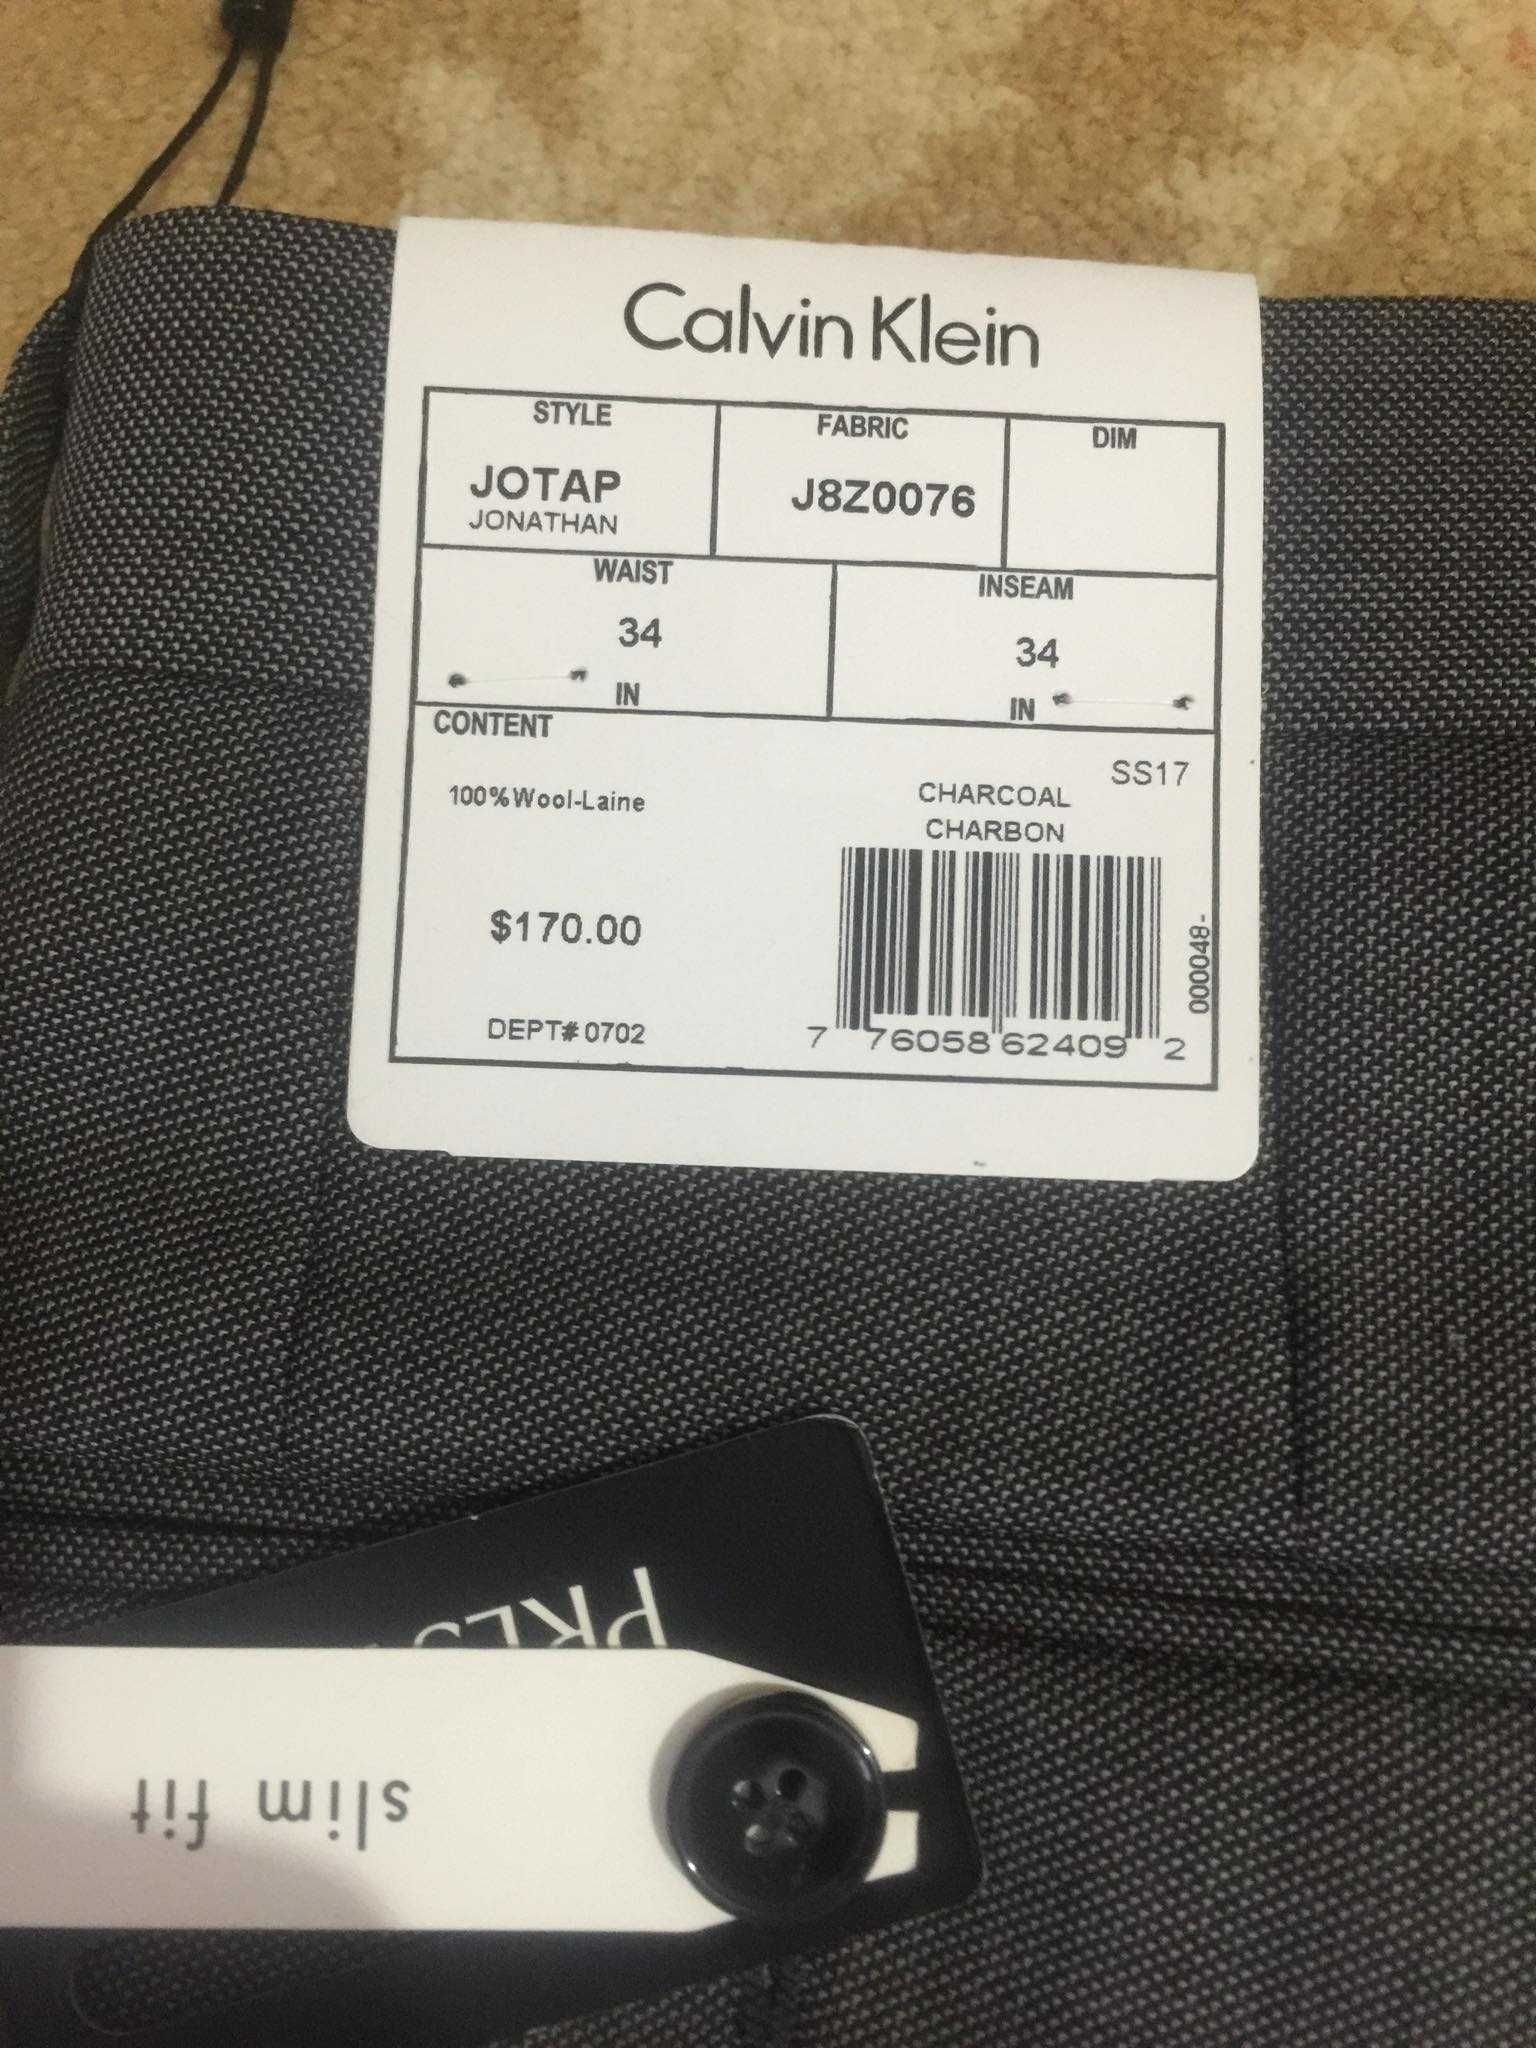 Calvin Klein
STYLE
JOTAP
JONATHAN
FABRIC
J8Z0076
DIM
WAIST
34
IN
INSEAM
34
IN
CONTENT
100%Wool-Laine
SS17
CHARCOAL
CHARBON
$170.00
DEPT# 0702
7 76058 62409 2
000048-
slim fit